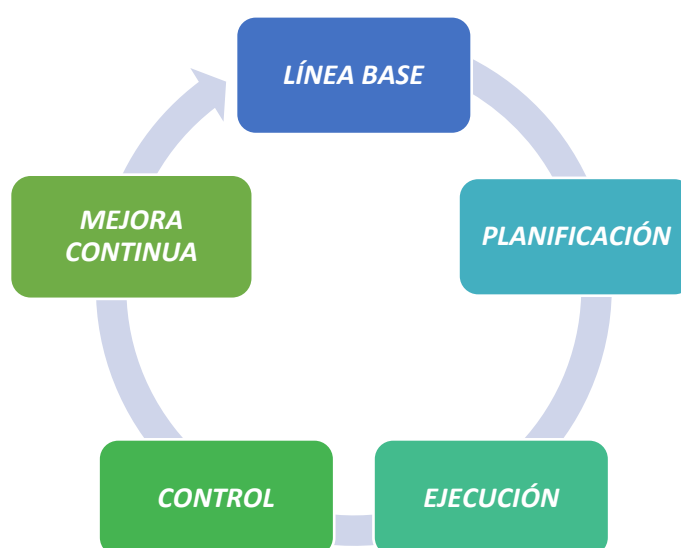 LÍNEA BASE
PLANIFICACIÓN
EJECUCIÓN
CONTROL
MEJORA
CONTINUA